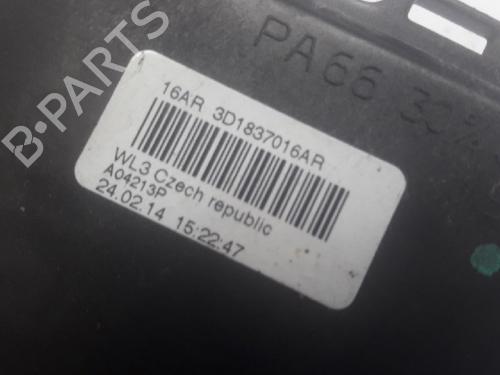 PA66
16AR 3D1837016AR
WL3 Czech republic
A04213P
24.02.14 15:22:47
B-PARTS